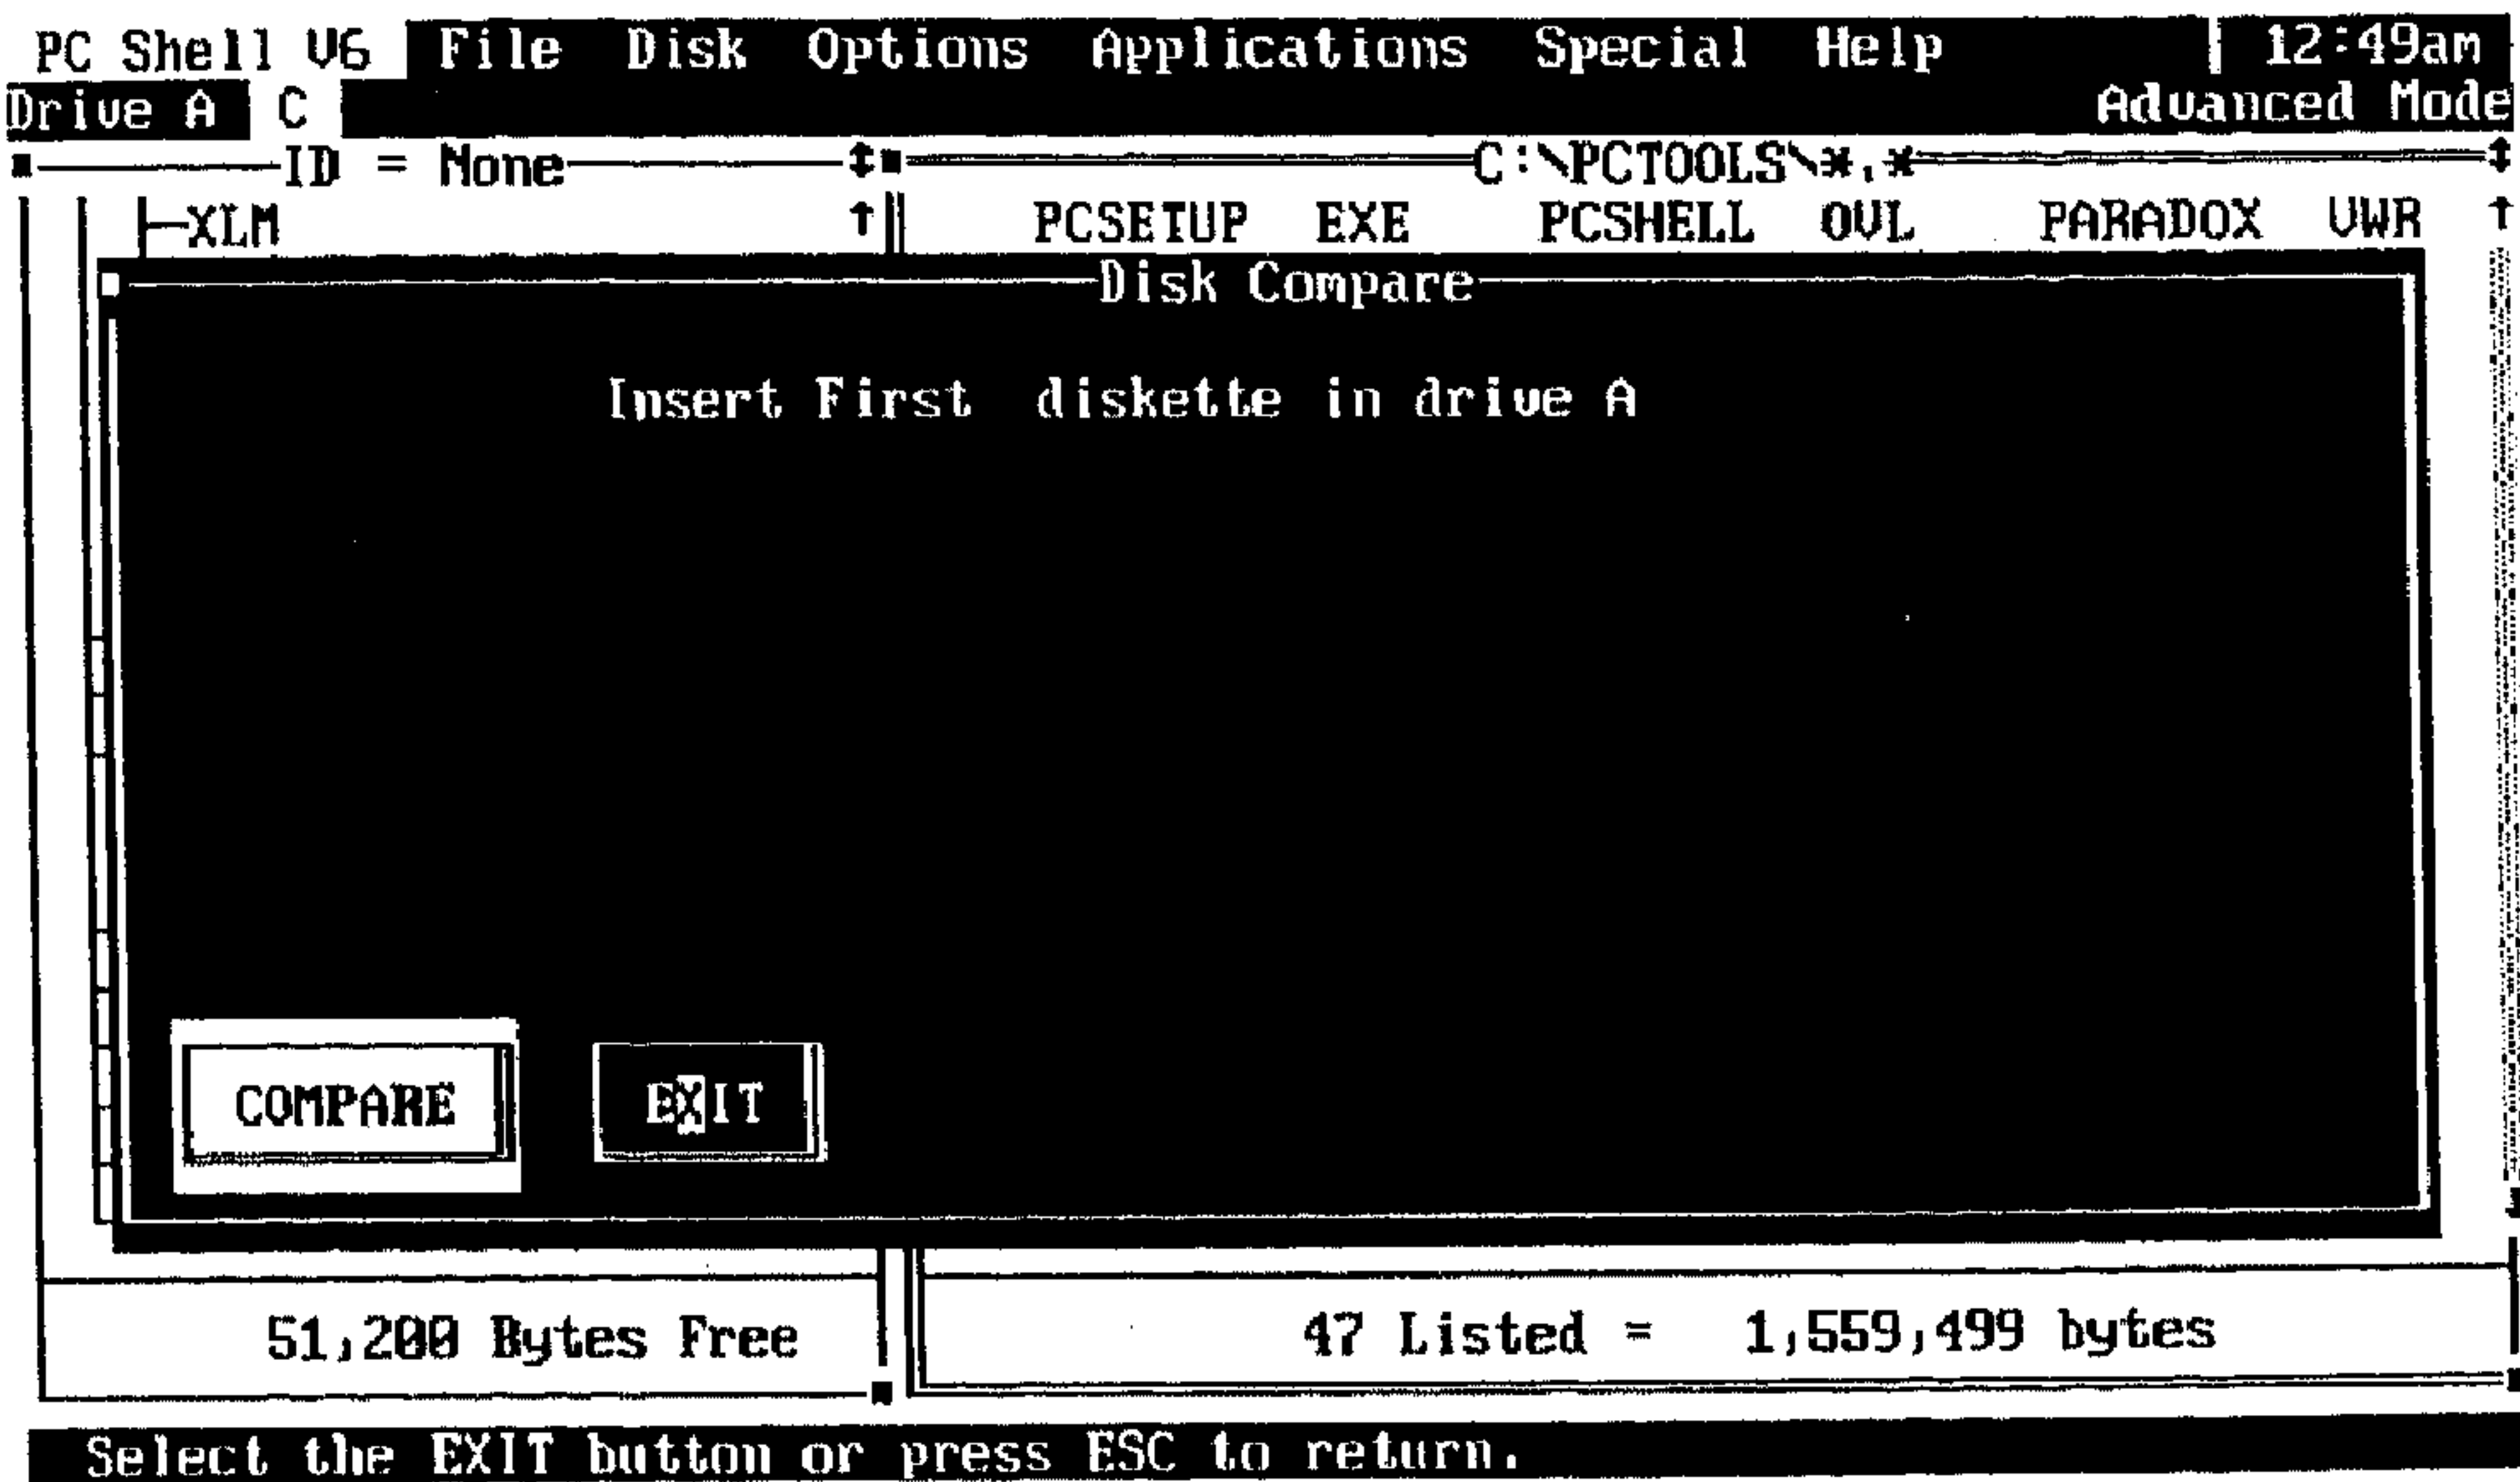 PC Shell V6 File Disk Options Applications Special Help 12:49am
Drive A C Advanced Mode
ID = None C:\PCTOOLS\*.*
XLM PCSETUP EXE PCSHELL OVL PARADOX VWR
Disk Compare
Insert First diskette in drive A
COMPARE EXIT
51,200 Bytes Free 47 Listed = 1,559,499 bytes
Select the EXIT button or press ESC to return.